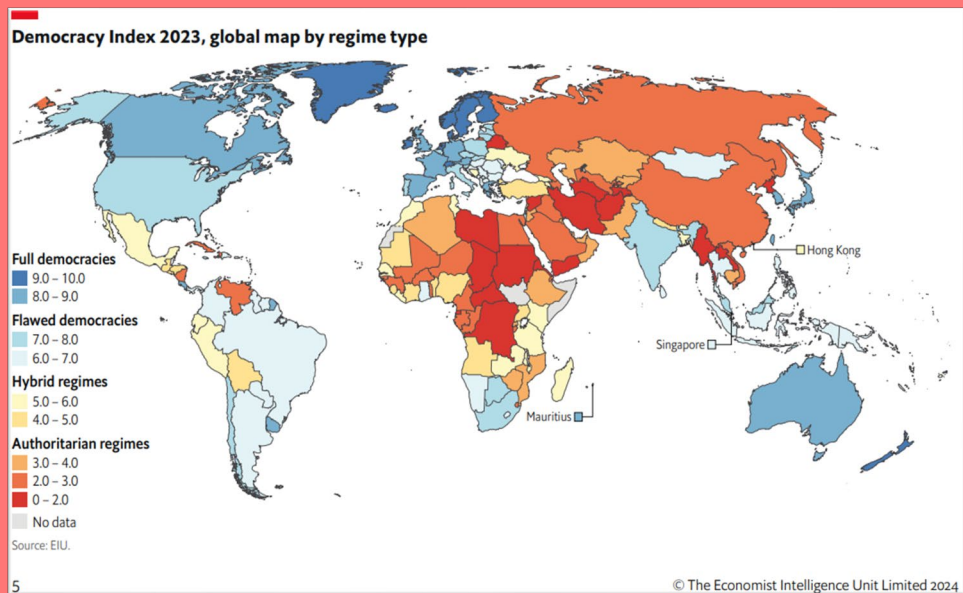 Democracy Index 2023, global map by regime type
Full democracies
9.0 – 10.0
8.0 – 9.0
Flawed democracies
7.0 – 8.0
6.0 – 7.0
Hybrid regimes
5.0 – 6.0
4.0 – 5.0
Authoritarian regimes
3.0 – 4.0
2.0 – 3.0
0 – 2.0
No data
Hong Kong
Singapore
Mauritius
Source: EIU.
5
© The Economist Intelligence Unit Limited 2024